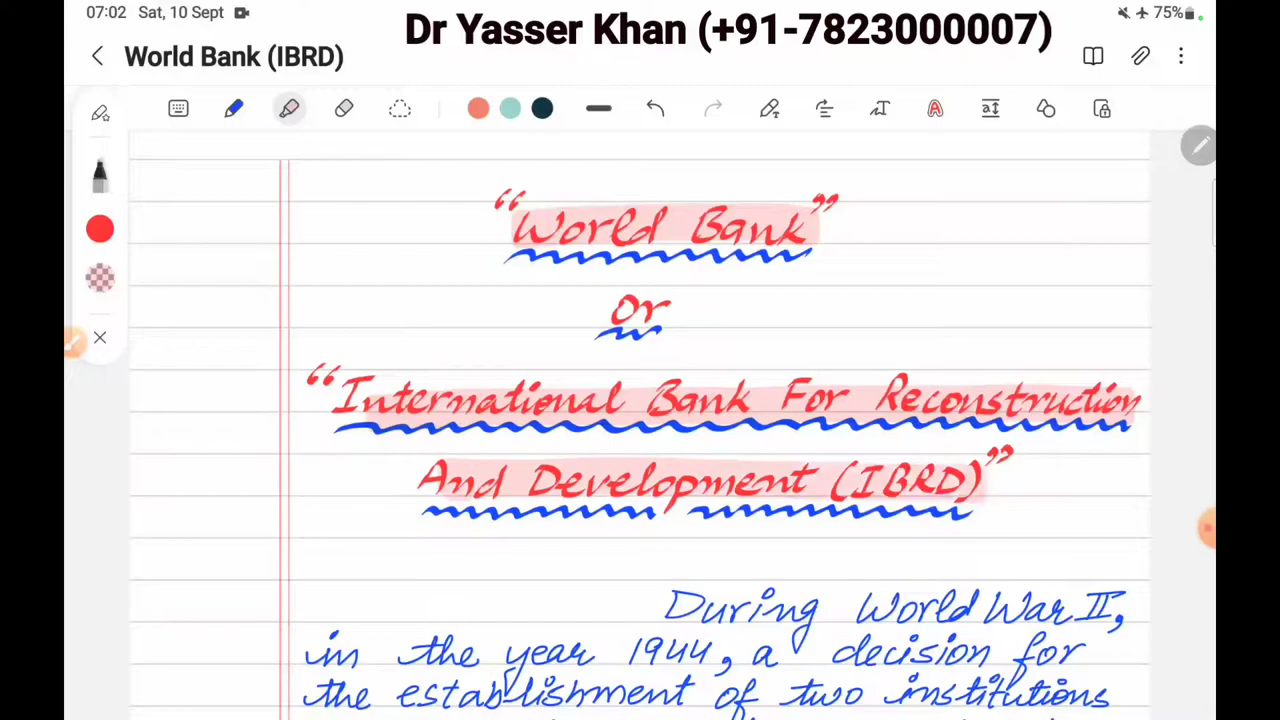 07:02 Sat, 10 Sept
Dr Yasser Khan (+91-7823000007)
75%
World Bank (IBRD)
"World Bank"
Or
"International Bank For Reconstruction
And Development (IBRD)"
During World War II,
in the year 1944, a decision for
the establishment of two institutions